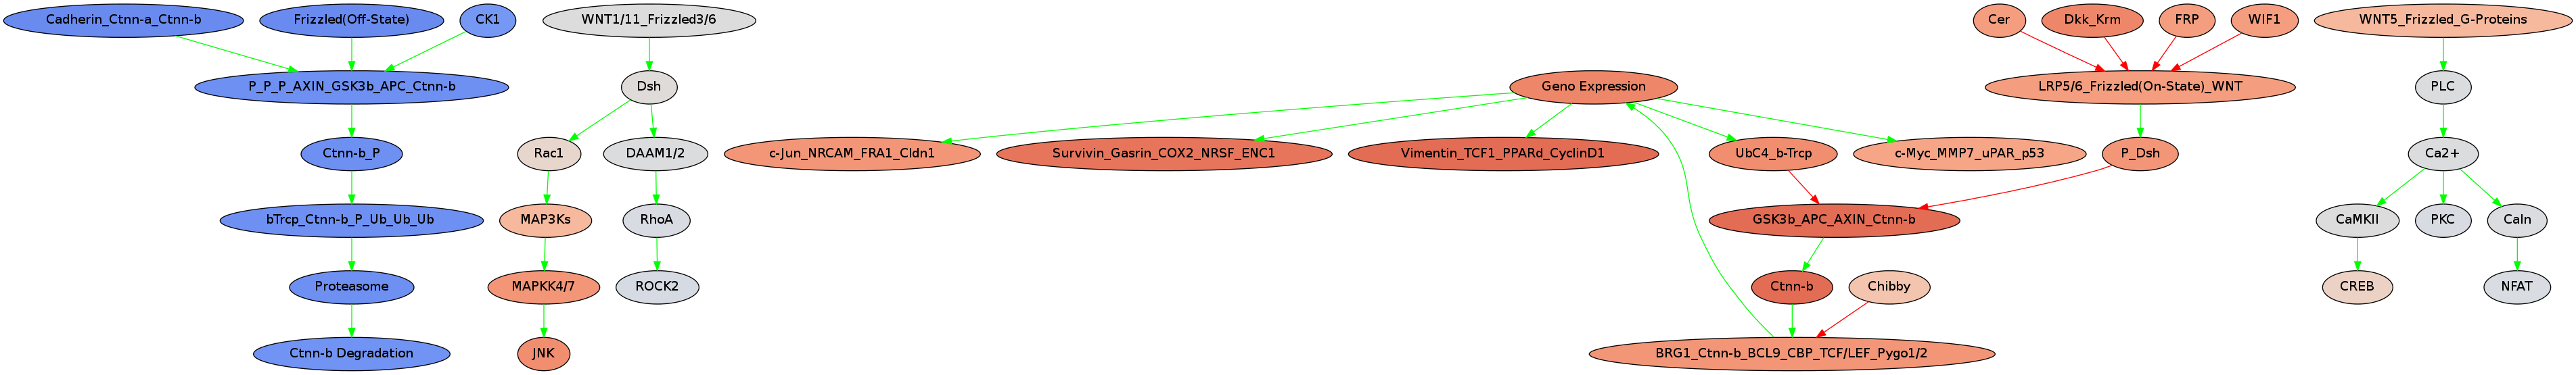 Cadherin_Ctnn-a_Ctnn-b
Frizzled(Off-State)
CK1
WNT1/11_Frizzled3/6
Cer
Dkk_Krm
FRP
WIF1
WNT5_Frizzled_G-Proteins
P_P_P_AXIN_GSK3b_APC_Ctnn-b
Dsh
Geno Expression
LRP5/6_Frizzled(On-State)_WNT
PLC
Ctnn-b_P
Rac1
DAAM1/2
c-Jun_NRCAM_FRA1_Cldn1
Survivin_Gasrin_COX2_NRSF_ENC1
Vimentin_TCF1_PPARd_CyclinD1
UbC4_b-Trcp
c-Myc_MMP7_uPAR_p53
P_Dsh
Ca2+
bTrcp_Ctnn-b_P_Ub_Ub_Ub
MAP3Ks
RhoA
GSK3b_APC_AXIN_Ctnn-b
CaMKII
PKC
Caln
Proteasome
MAPKK4/7
ROCK2
Ctnn-b
Chibby
CREB
NFAT
Ctnn-b Degradation
JNK
BRG1_Ctnn-b_BCL9_CBP_TCF/LEF_Pygo1/2